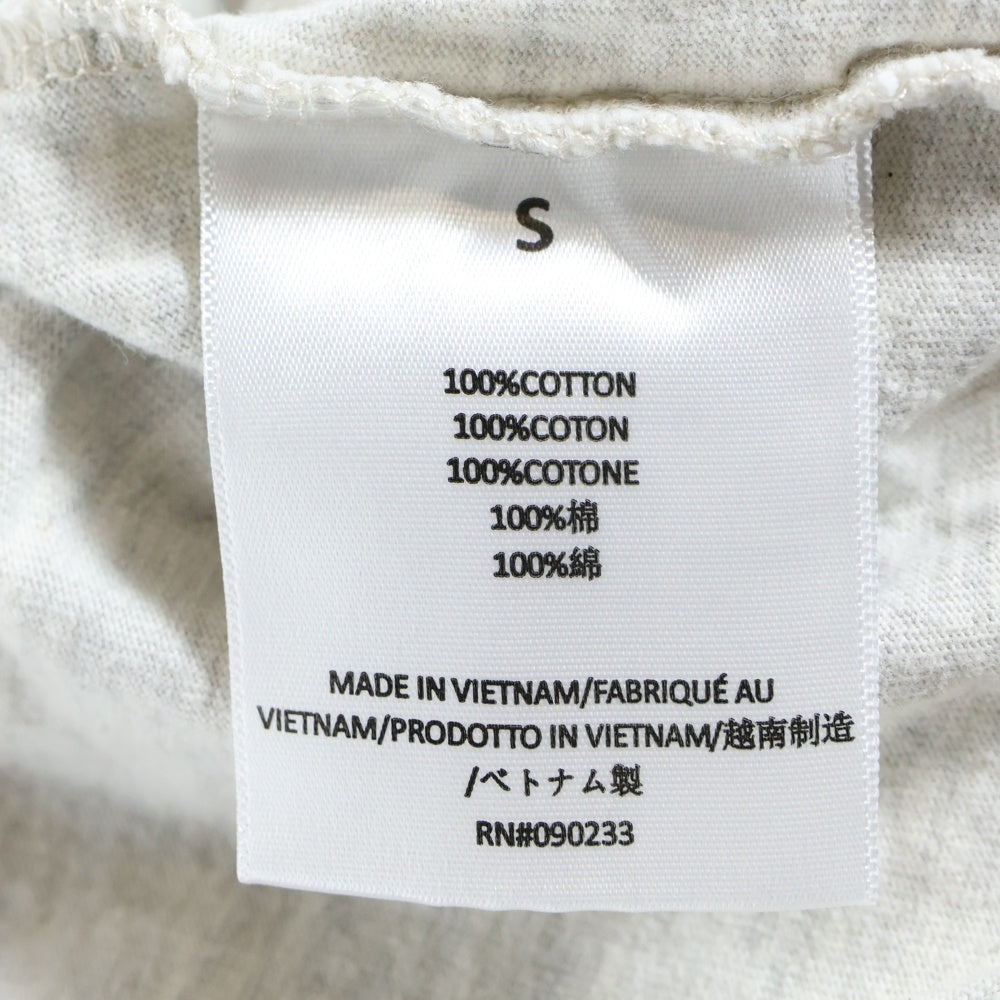 S
100%COTTON
100%COTON
100%COTONE
100%棉
100%綿
MADE IN VIETNAM/FABRIQUÉ AU
VIETNAM/PRODOTTO IN VIETNAM/越南制造
/ベトナム製
RN#090233